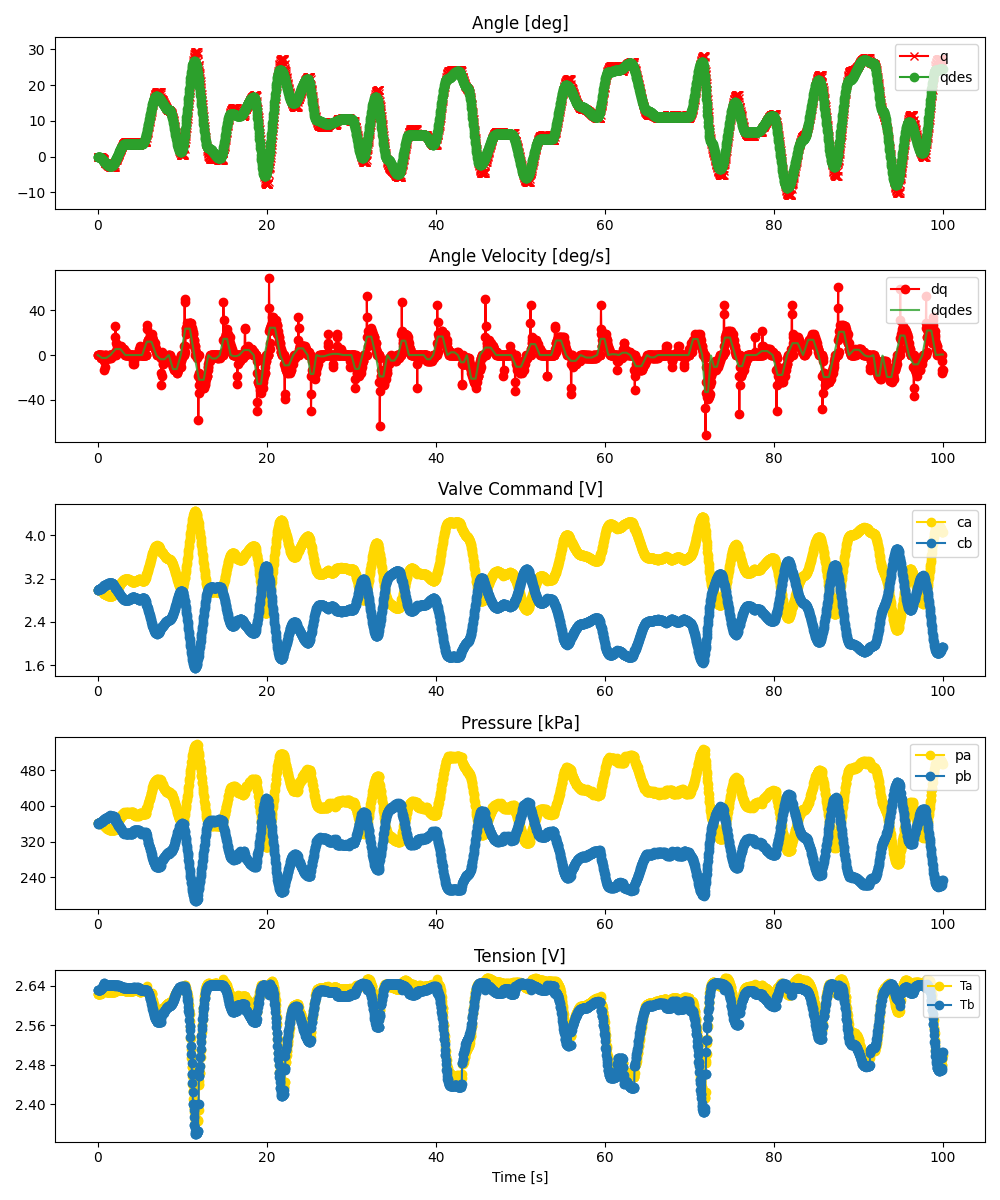 Angle [deg]
30
20
10
0
−10
q
qdes
0 20 40 60 80 100
Angle Velocity [deg/s]
40
0
−40
dq
dqdes
0 20 40 60 80 100
Valve Command [V]
4.0
3.2
2.4
1.6
ca
cb
0 20 40 60 80 100
Pressure [kPa]
480
400
320
240
pa
pb
0 20 40 60 80 100
Tension [V]
2.64
2.56
2.48
2.40
Ta
Tb
0 20 40 60 80 100
Time [s]